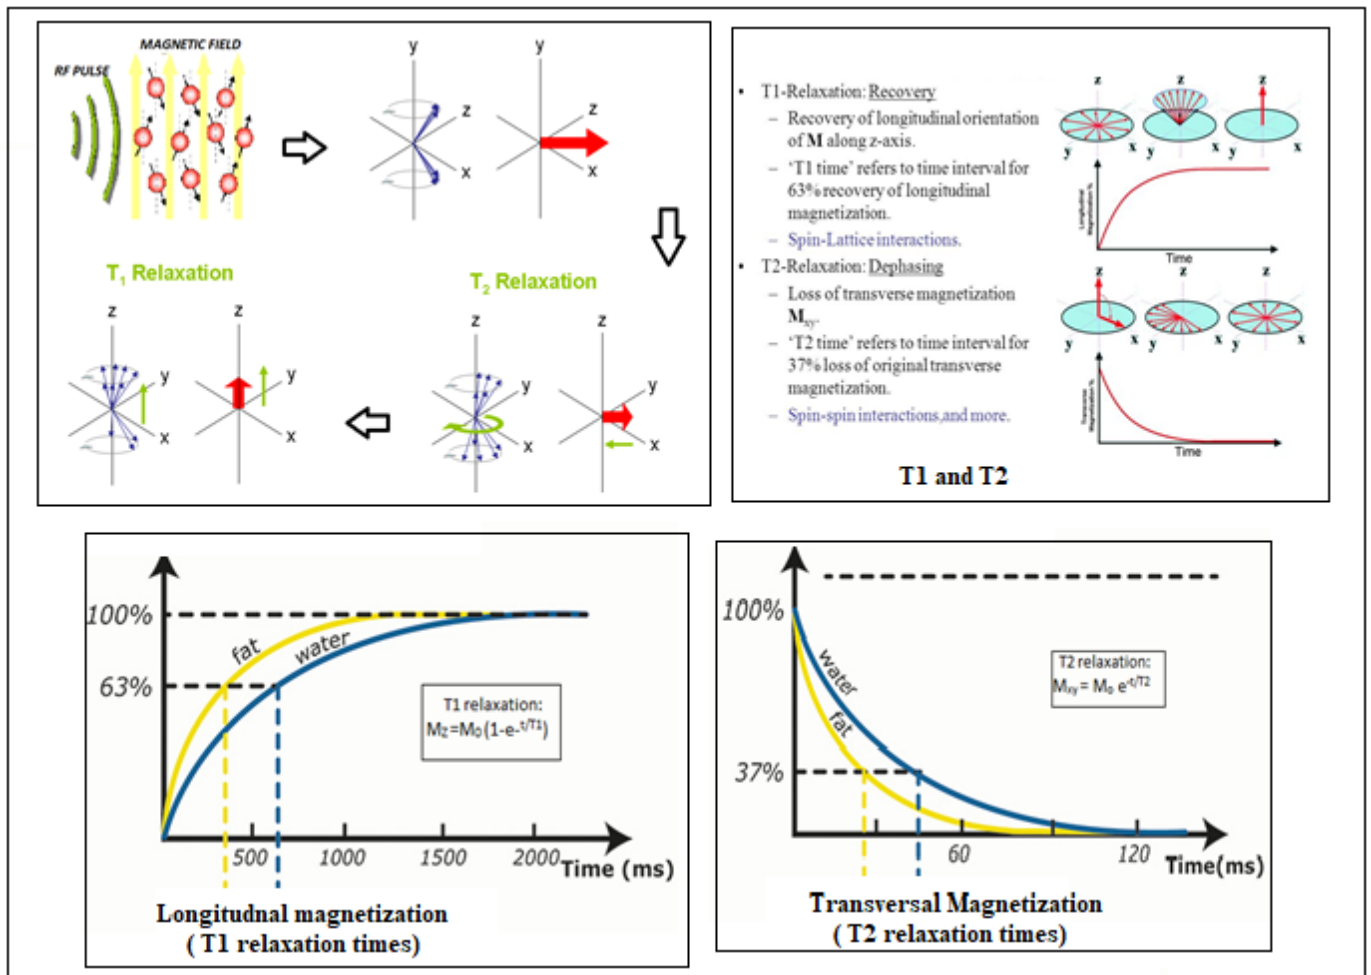 MAGNETIC FIELD
RF PULSE
y
z
x
y
z
x
T1 Relaxation
z
y
x
z
y
x
T2 Relaxation
z
y
x
z
y
x
• T1-Relaxation: Recovery
– Recovery of longitudinal orientation
of M along z-axis.
– ‘T1 time’ refers to time interval for
63% recovery of longitudinal
magnetization.
– Spin-Lattice interactions.
• T2-Relaxation: Dephasing
– Loss of transverse magnetization
Mxy.
– ‘T2 time’ refers to time interval for
37% loss of original transverse
magnetization.
– Spin-spin interactions,and more.
z z z
y x y x y x
Longitudinal
Magnetization %
Time
z z z
y x y x y x
Transverse
Magnetization %
Time
T1 and T2
100%
63%
fat
water
T1 relaxation:
Mz=M0(1-e-t/T1)
500 1000 1500 2000
Time (ms)
Longitudnal magnetization
( T1 relaxation times)
100%
37%
water
fat
T2 relaxation:
Mxy = M0 e-t/T2
60 120
Time(ms)
Transversal Magnetization
( T2 relaxation times)